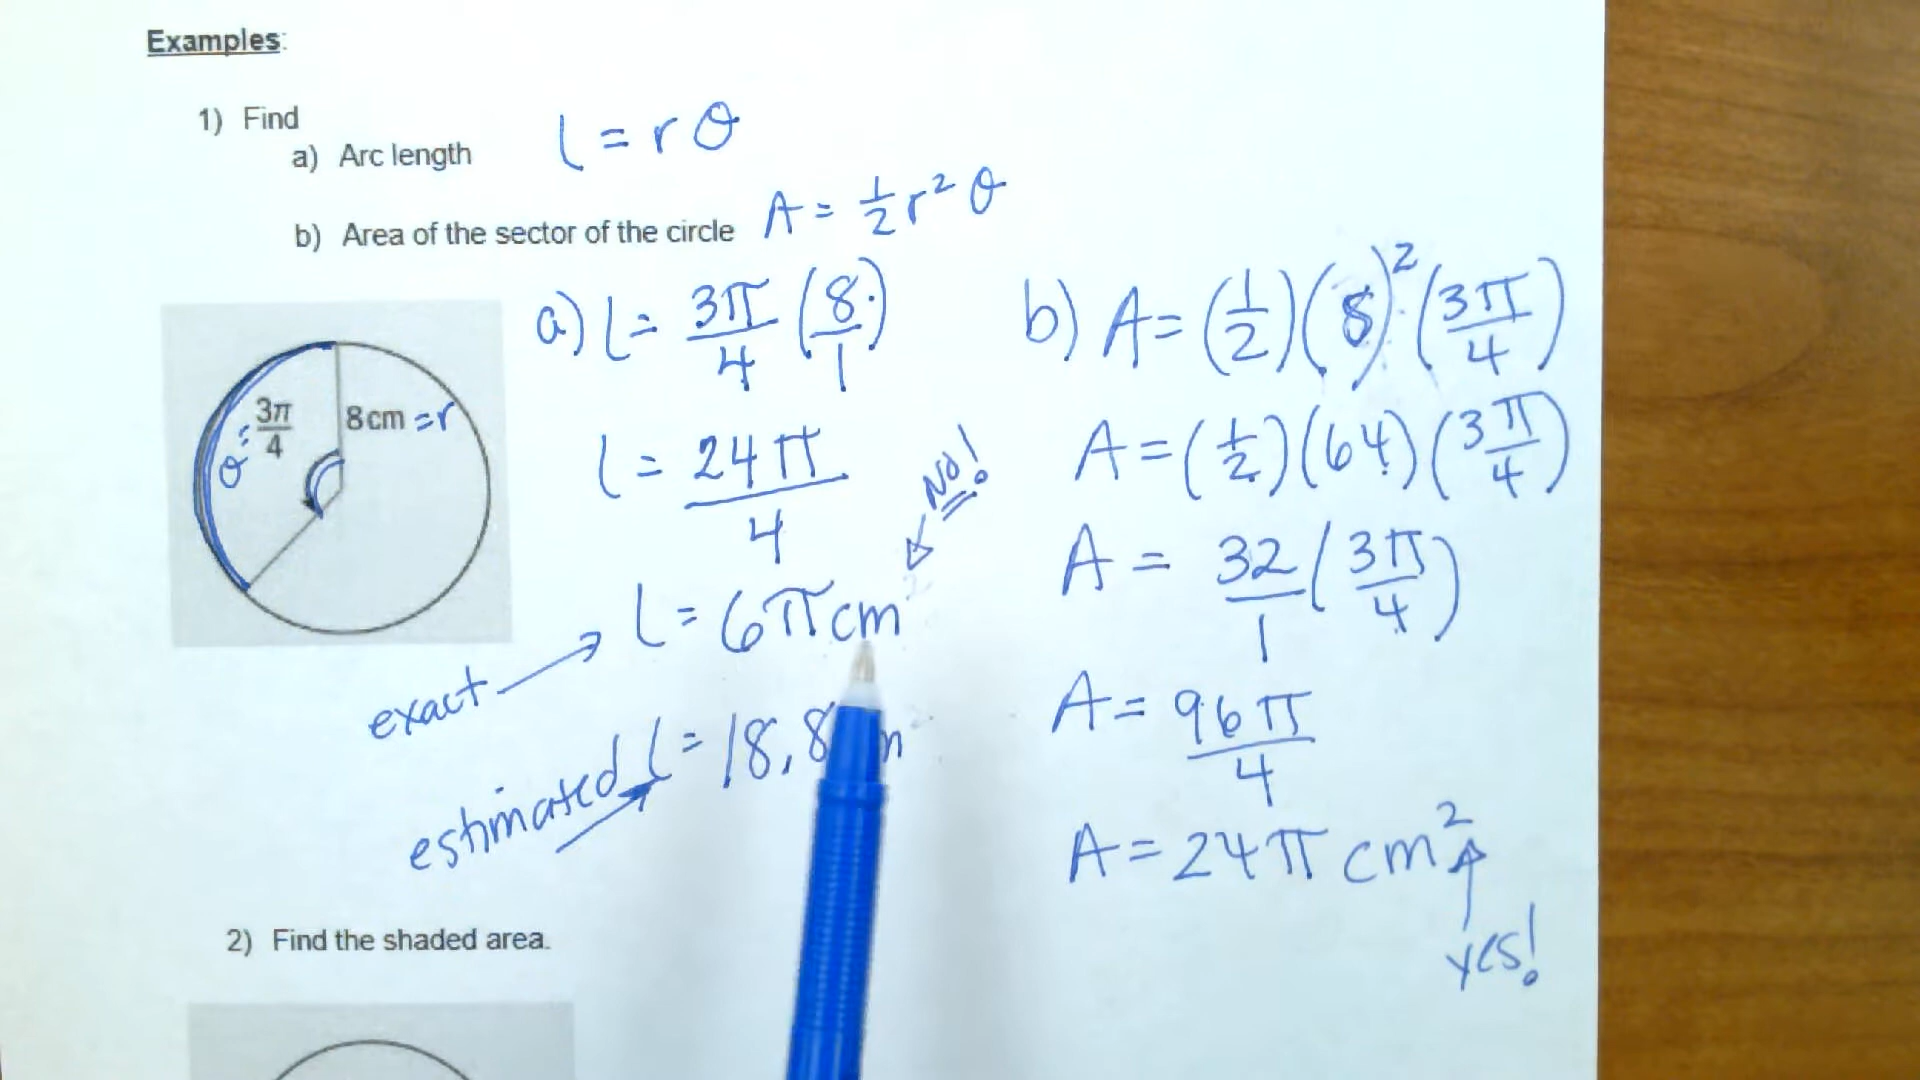 Examples:
1) Find
a) Arc length l = r θ
b) Area of the sector of the circle A = 1/2 r² θ
θ = 3π/4
8cm = r
a) l = 3π/4 (8/1)
l = 24π/4
No!
exact → l = 6π cm
estimated l = 18.8
b) A = (1/2)(8)²(3π/4)
A = (1/2)(64)(3π/4)
A = 32/1 (3π/4)
A = 96π/4
A = 24π cm²
yes!
2) Find the shaded area.